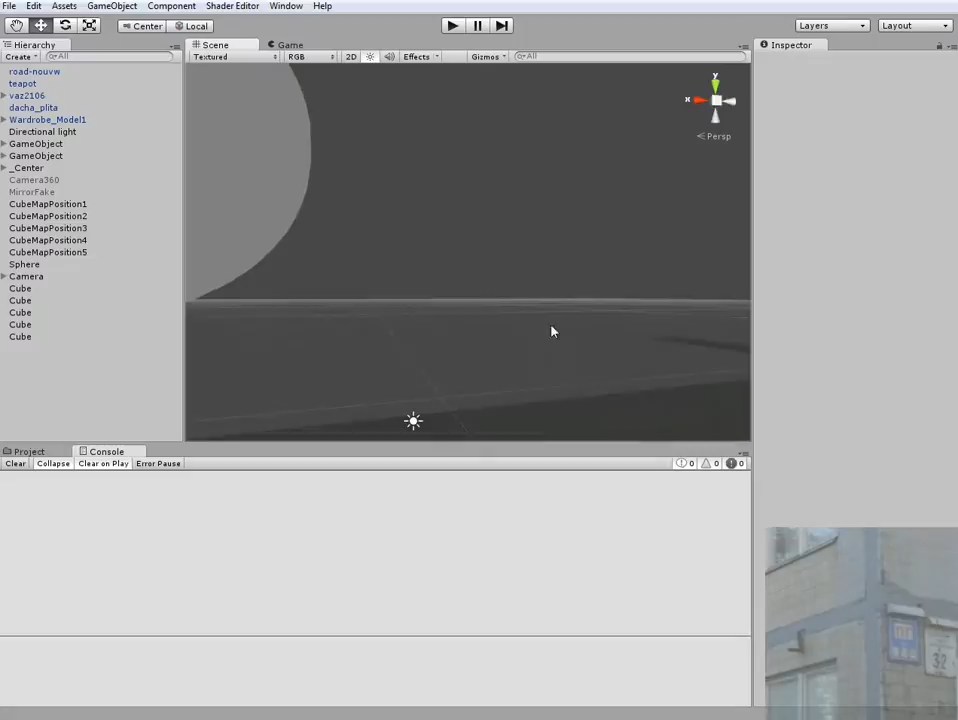 File Edit Assets GameObject Component Shader Editor Window Help
Center Local Layers Layout
Hierarchy Scene Game Inspector
Create All Textured RGB 2D Effects Gizmos All
road-nouvw
teapot
vaz2106
dacha_plita
Wardrobe_Model1
Directional light
GameObject
GameObject
_Center
Camera360
MirrorFake
CubeMapPosition1
CubeMapPosition2
CubeMapPosition3
CubeMapPosition4
CubeMapPosition5
Sphere
Camera
Cube
Cube
Cube
Cube
Cube
y
x
Persp
Project Console
Clear Collapse Clear on Play Error Pause 0 0 0
32